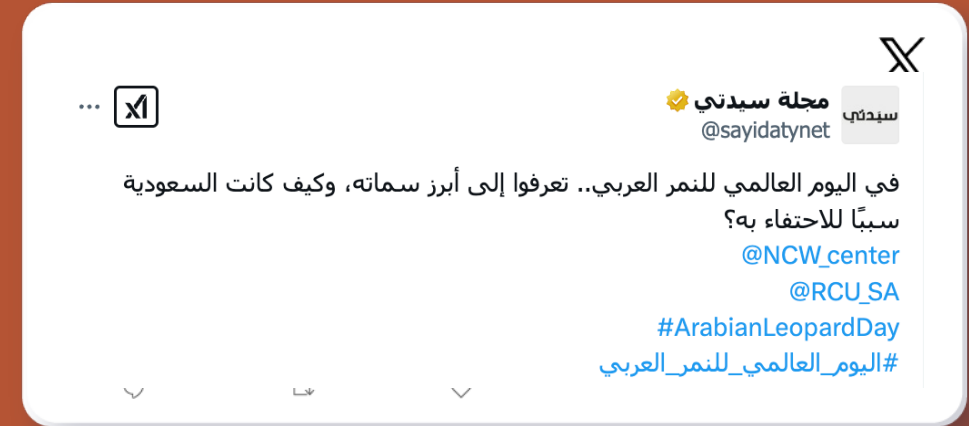 مجلة سيدتي
سيدتي
@sayidatynet
في اليوم العالمي للنمر العربي.. تعرفوا إلى أبرز سماته، وكيف كانت السعودية
سببًا للاحتفاء به؟
@NCW_center
@RCU_SA
#ArabianLeopardDay
#اليوم_العالمي_للنمر_العربي